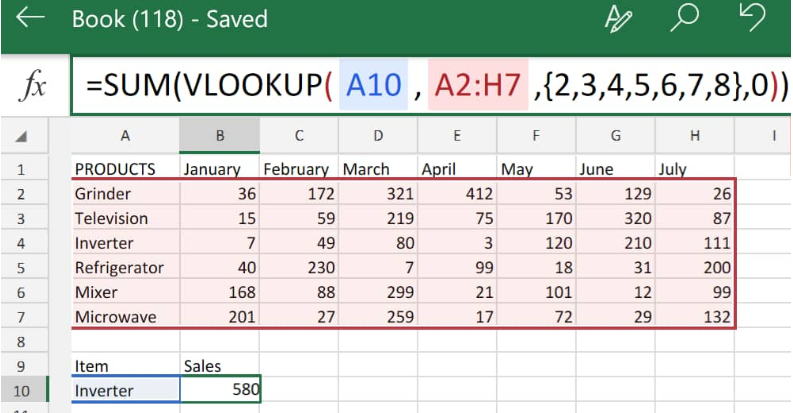 Book (118) - Saved
fx =SUM(VLOOKUP( A10 , A2:H7 ,{2,3,4,5,6,7,8},0))
A B C D E F G H I
1 PRODUCTS January February March April May June July
2 Grinder 36 172 321 412 53 129 26
3 Television 15 59 219 75 170 320 87
4 Inverter 7 49 80 3 120 210 111
5 Refrigerator 40 230 7 99 18 31 200
6 Mixer 168 88 299 21 101 12 99
7 Microwave 201 27 259 17 72 29 132
8
9 Item Sales
10 Inverter 580